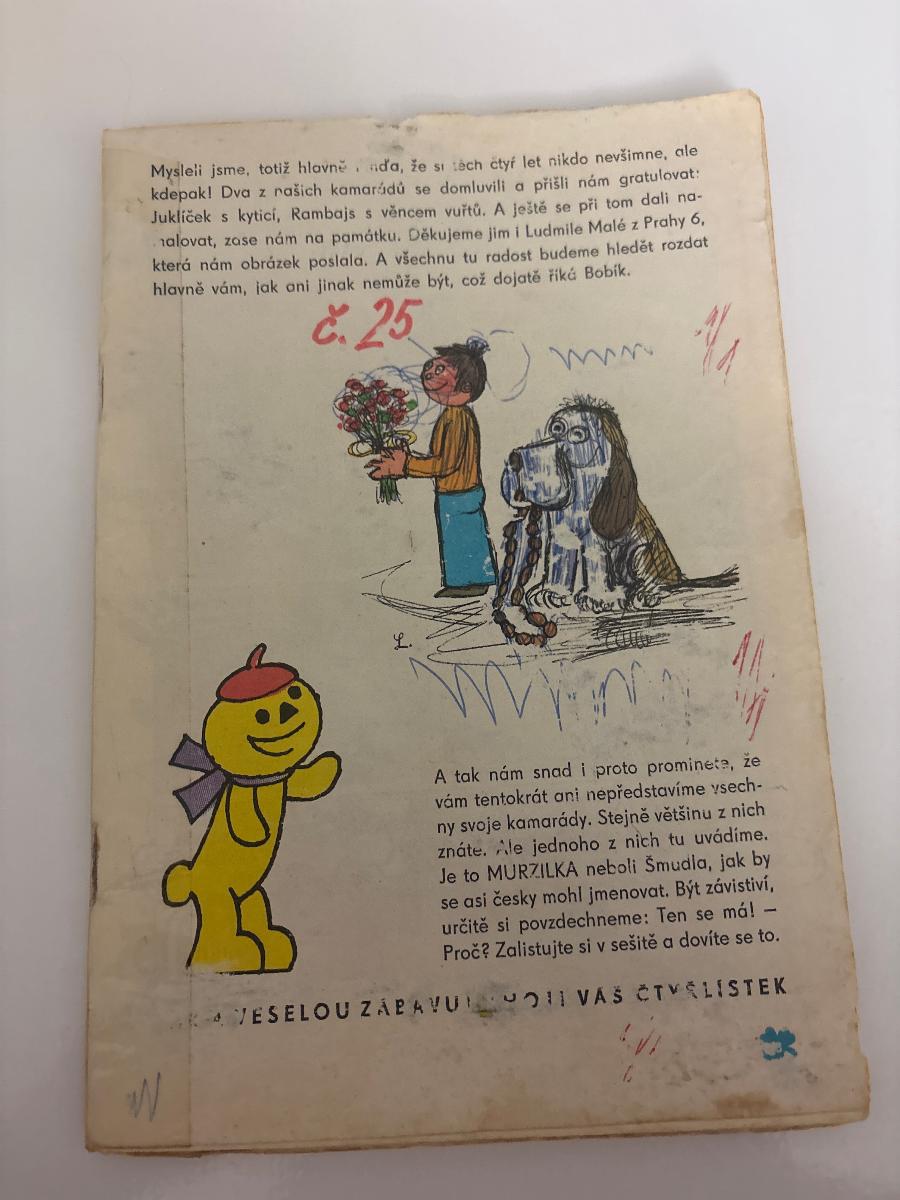 Mysleli jsme, totiž hlavně že si těch čtyř let nikdo nevšimne, ale
kdepak! Dva z našich kamarádů se domluvili a přišli nám gratulovat:
Juklíček s kyticí, Rambajs s věncem vuřtů. A ještě se při tom dali na-
malovat, zase nám na památku. Děkujeme jim i Ludmile Malé z Prahy 6,
která nám obrázek poslala. A všechnu tu radost budeme hledět rozdat
hlavně vám, jak ani jinak nemůže být, což dojatě říká Bobík.
č. 25
Ł.
A tak nám snad i proto prominete, že
vám tentokrát ani nepředstavíme všech-
ny svoje kamarády. Stejně většinu z nich
znáte. Ale jednoho z nich tu uvádíme.
Je to MURZILKA neboli Šmudla, jak by
se asi česky mohl jmenovat. Být závistiví,
určitě si povzdechneme: Ten se má! –
Proč? Zalistujte si v sešitě a dovíte se to.
VESELOU ZÁBAVU VÁŠ ČTYŘLÍSTEK